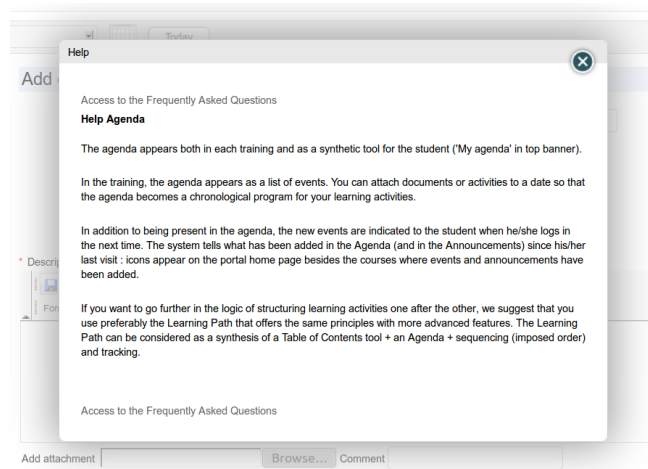 Today
Help
Add
Access to the Frequently Asked Questions
Help Agenda
The agenda appears both in each training and as a synthetic tool for the student ('My agenda' in top banner).
In the training, the agenda appears as a list of events. You can attach documents or activities to a date so that
the agenda becomes a chronological program for your learning activities.
In addition to being present in the agenda, the new events are indicated to the student when he/she logs in
the next time. The system tells what has been added in the Agenda (and in the Announcements) since his/her
last visit : icons appear on the portal home page besides the courses where events and announcements have
been added.
* Descrip
If you want to go further in the logic of structuring learning activities one after the other, we suggest that you
For
use preferably the Learning Path that offers the same principles with more advanced features. The Learning
Path can be considered as a synthesis of a Table of Contents tool + an Agenda + sequencing (imposed order)
and tracking.
Access to the Frequently Asked Questions
Add attachment Browse... Comment